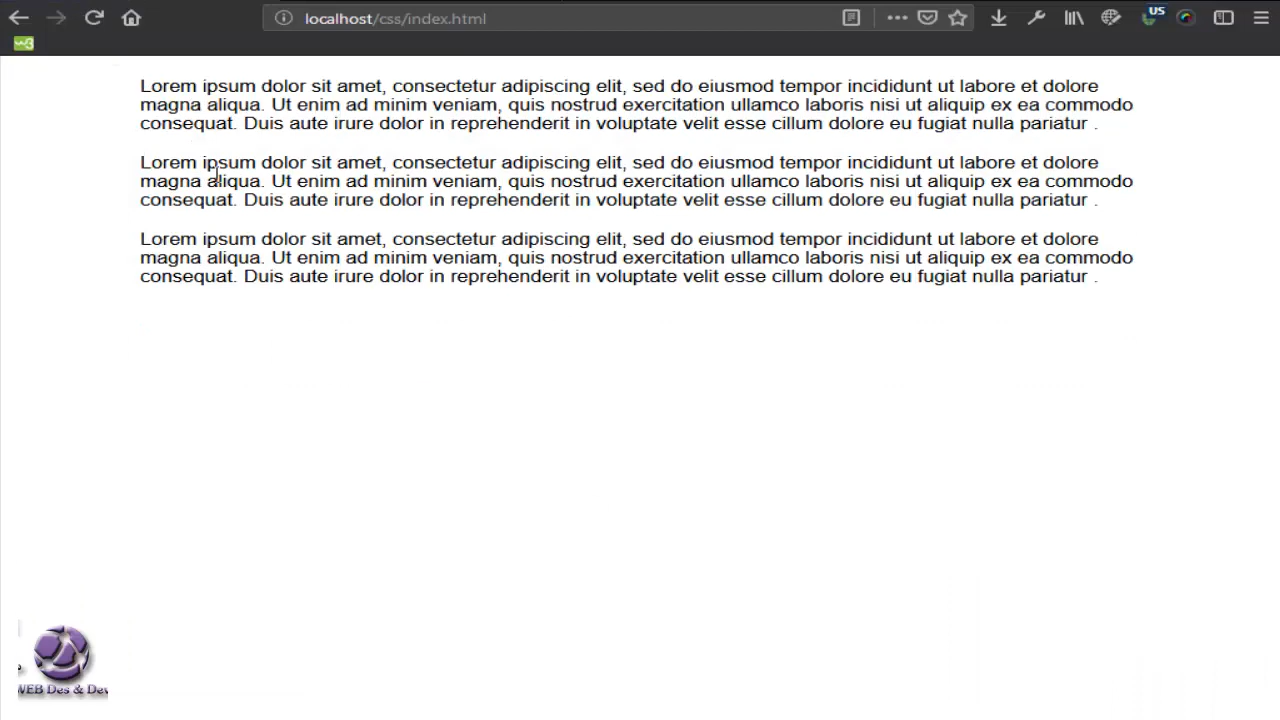 localhost/css/index.html
US
w3
Lorem ipsum dolor sit amet, consectetur adipiscing elit, sed do eiusmod tempor incididunt ut labore et dolore
magna aliqua. Ut enim ad minim veniam, quis nostrud exercitation ullamco laboris nisi ut aliquip ex ea commodo
consequat. Duis aute irure dolor in reprehenderit in voluptate velit esse cillum dolore eu fugiat nulla pariatur .
Lorem ipsum dolor sit amet, consectetur adipiscing elit, sed do eiusmod tempor incididunt ut labore et dolore
magna aliqua. Ut enim ad minim veniam, quis nostrud exercitation ullamco laboris nisi ut aliquip ex ea commodo
consequat. Duis aute irure dolor in reprehenderit in voluptate velit esse cillum dolore eu fugiat nulla pariatur .
Lorem ipsum dolor sit amet, consectetur adipiscing elit, sed do eiusmod tempor incididunt ut labore et dolore
magna aliqua. Ut enim ad minim veniam, quis nostrud exercitation ullamco laboris nisi ut aliquip ex ea commodo
consequat. Duis aute irure dolor in reprehenderit in voluptate velit esse cillum dolore eu fugiat nulla pariatur .
WEB Des & Dev